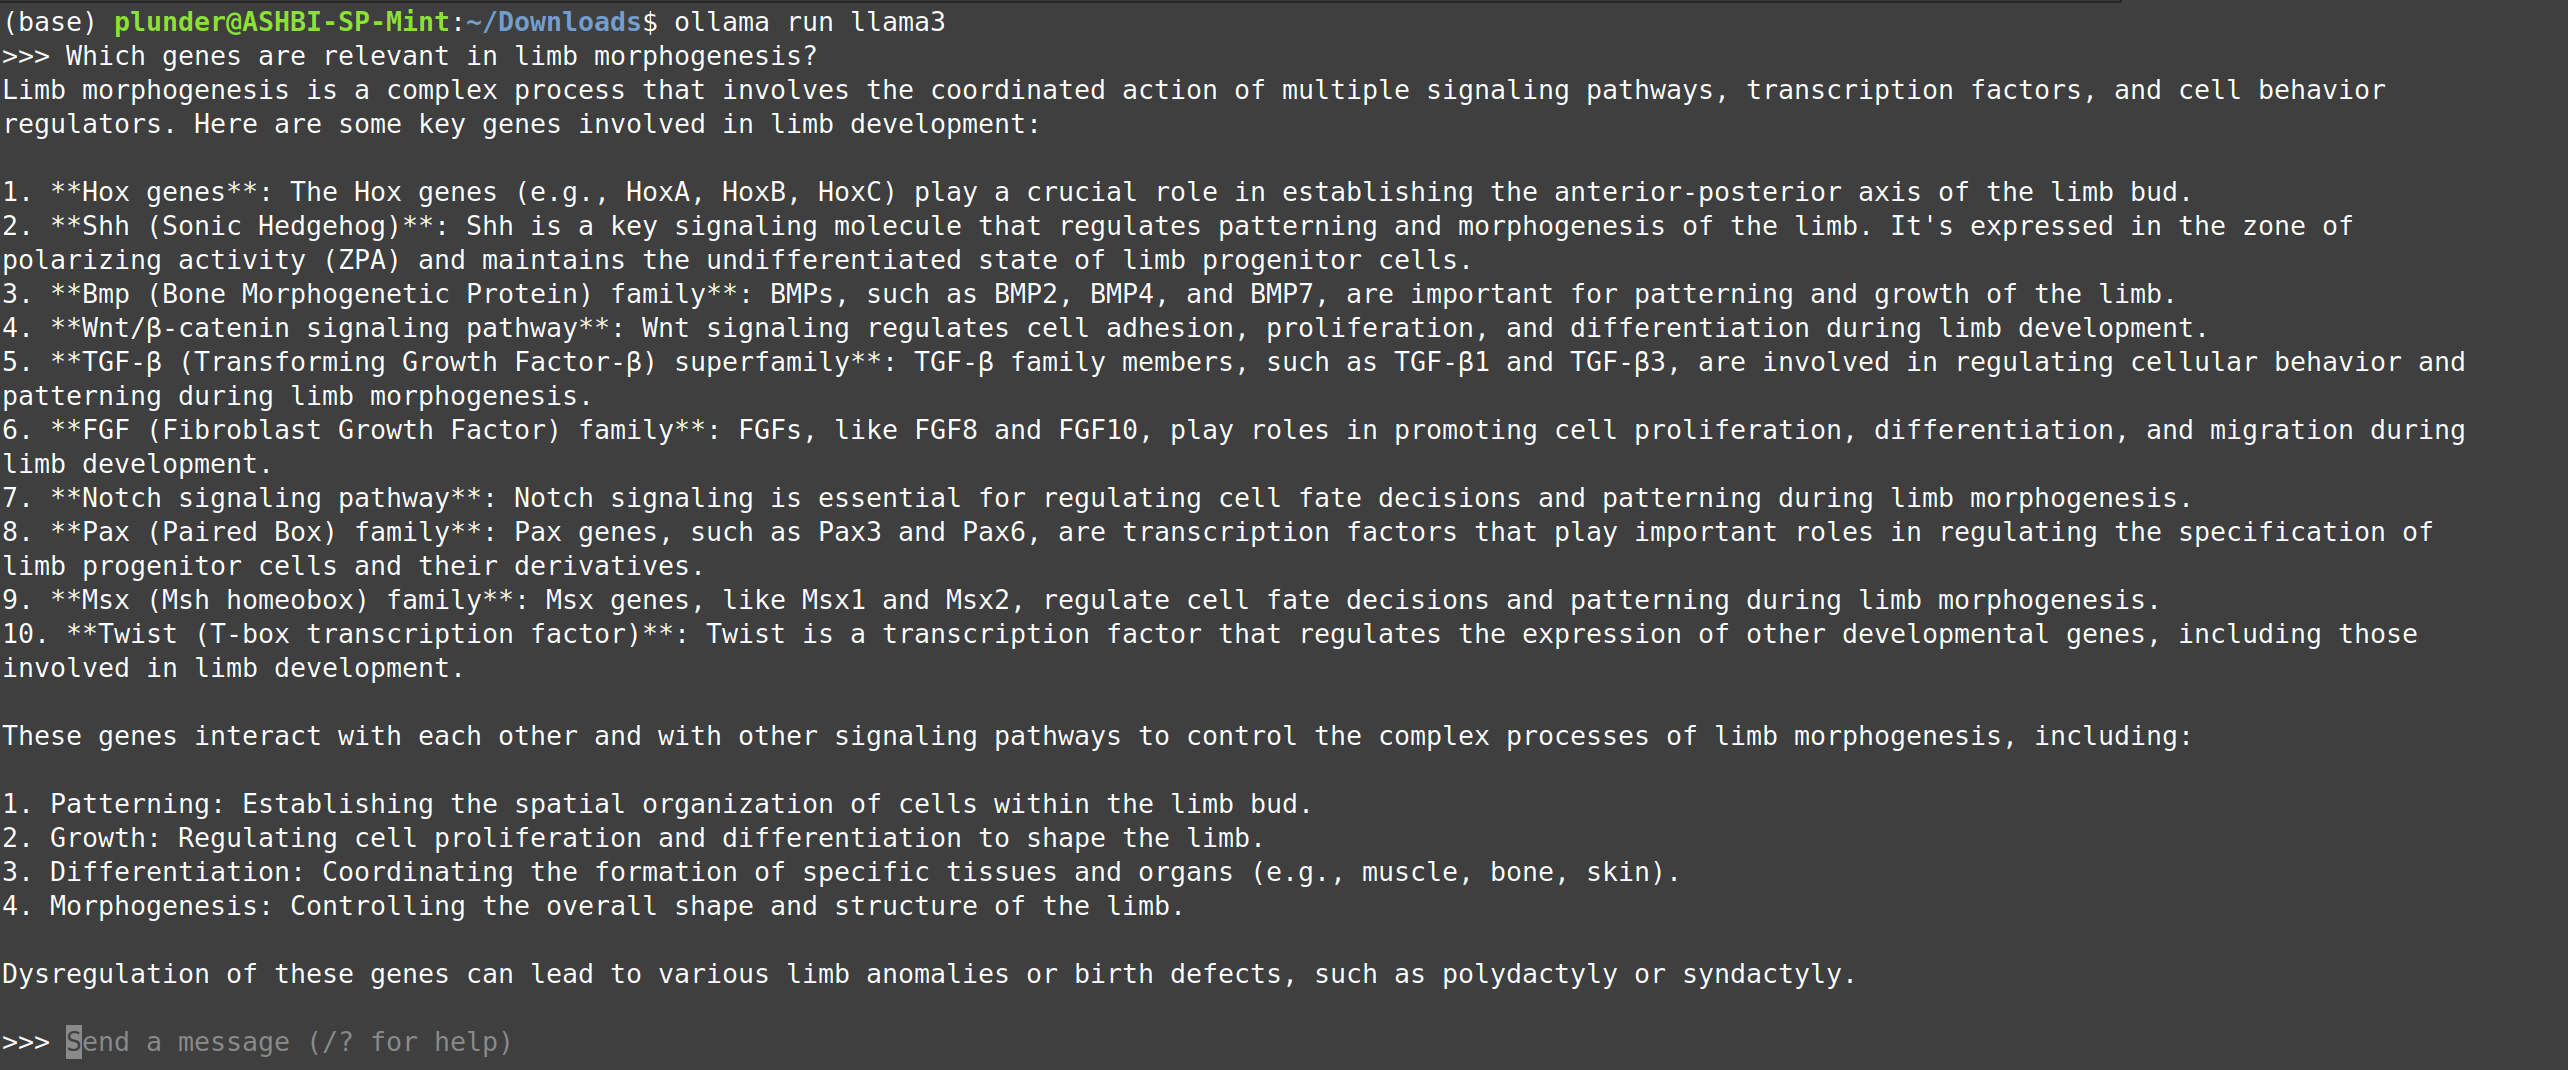 (base) plunder@ASHBI-SP-Mint:~/Downloads$ ollama run llama3
>>> Which genes are relevant in limb morphogenesis?
Limb morphogenesis is a complex process that involves the coordinated action of multiple signaling pathways, transcription factors, and cell behavior
regulators. Here are some key genes involved in limb development:

1. **Hox genes**: The Hox genes (e.g., HoxA, HoxB, HoxC) play a crucial role in establishing the anterior-posterior axis of the limb bud.
2. **Shh (Sonic Hedgehog)**: Shh is a key signaling molecule that regulates patterning and morphogenesis of the limb. It's expressed in the zone of
polarizing activity (ZPA) and maintains the undifferentiated state of limb progenitor cells.
3. **Bmp (Bone Morphogenetic Protein) family**: BMPs, such as BMP2, BMP4, and BMP7, are important for patterning and growth of the limb.
4. **Wnt/β-catenin signaling pathway**: Wnt signaling regulates cell adhesion, proliferation, and differentiation during limb development.
5. **TGF-β (Transforming Growth Factor-β) superfamily**: TGF-β family members, such as TGF-β1 and TGF-β3, are involved in regulating cellular behavior and
patterning during limb morphogenesis.
6. **FGF (Fibroblast Growth Factor) family**: FGFs, like FGF8 and FGF10, play roles in promoting cell proliferation, differentiation, and migration during
limb development.
7. **Notch signaling pathway**: Notch signaling is essential for regulating cell fate decisions and patterning during limb morphogenesis.
8. **Pax (Paired Box) family**: Pax genes, such as Pax3 and Pax6, are transcription factors that play important roles in regulating the specification of
limb progenitor cells and their derivatives.
9. **Msx (Msh homeobox) family**: Msx genes, like Msx1 and Msx2, regulate cell fate decisions and patterning during limb morphogenesis.
10. **Twist (T-box transcription factor)**: Twist is a transcription factor that regulates the expression of other developmental genes, including those
involved in limb development.

These genes interact with each other and with other signaling pathways to control the complex processes of limb morphogenesis, including:

1. Patterning: Establishing the spatial organization of cells within the limb bud.
2. Growth: Regulating cell proliferation and differentiation to shape the limb.
3. Differentiation: Coordinating the formation of specific tissues and organs (e.g., muscle, bone, skin).
4. Morphogenesis: Controlling the overall shape and structure of the limb.

Dysregulation of these genes can lead to various limb anomalies or birth defects, such as polydactyly or syndactyly.

>>> Send a message (/? for help)